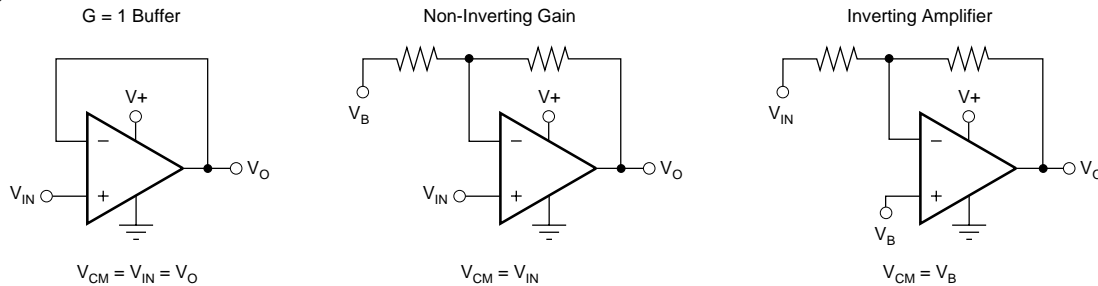 G = 1 Buffer
V+
−
+
V_IN
V_O
V_CM = V_IN = V_O
Non-Inverting Gain
V_B
V+
−
+
V_IN
V_O
V_CM = V_IN
Inverting Amplifier
V_IN
V+
−
+
V_B
V_O
V_CM = V_B